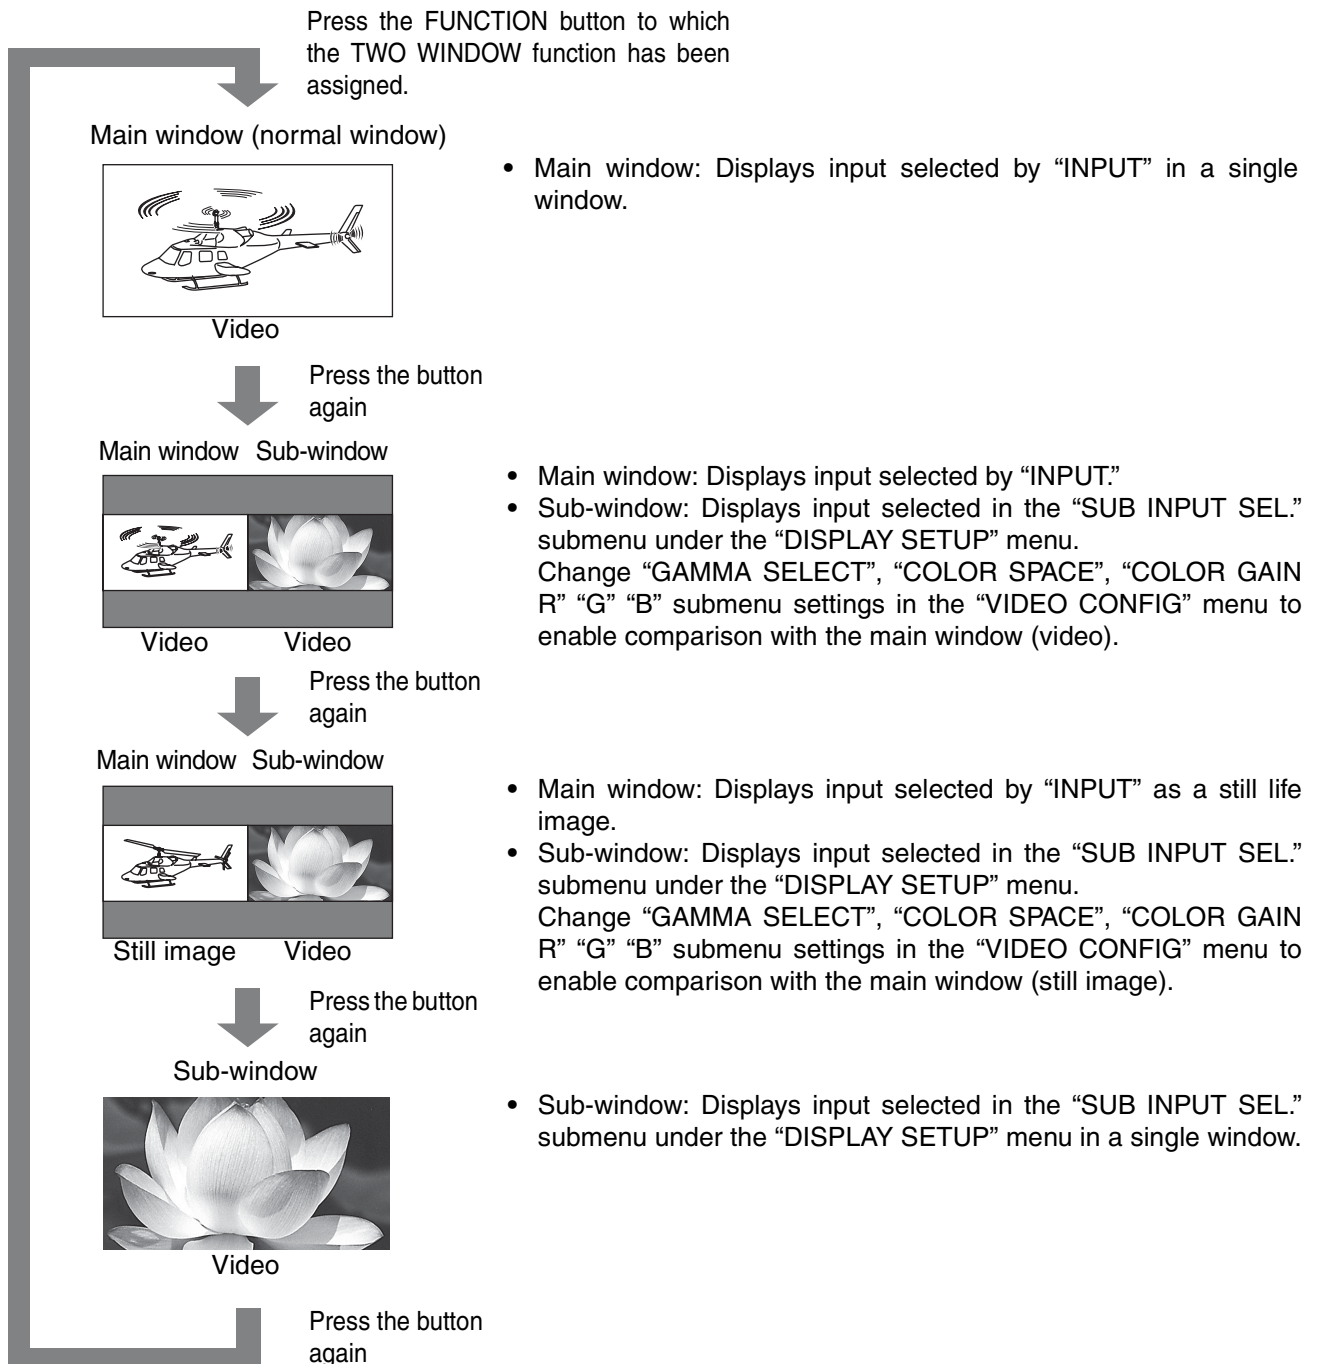 Press the FUNCTION button to which
the TWO WINDOW function has been
assigned.
Main window (normal window)
• Main window: Displays input selected by “INPUT” in a single
window.
Video
Press the button
again
Main window Sub-window
• Main window: Displays input selected by “INPUT.”
• Sub-window: Displays input selected in the “SUB INPUT SEL.”
submenu under the “DISPLAY SETUP” menu.
Change “GAMMA SELECT”, “COLOR SPACE”, “COLOR GAIN
R” “G” “B” submenu settings in the “VIDEO CONFIG” menu to
enable comparison with the main window (video).
Video Video
Press the button
again
Main window Sub-window
• Main window: Displays input selected by “INPUT” as a still life
image.
• Sub-window: Displays input selected in the “SUB INPUT SEL.”
submenu under the “DISPLAY SETUP” menu.
Change “GAMMA SELECT”, “COLOR SPACE”, “COLOR GAIN
R” “G” “B” submenu settings in the “VIDEO CONFIG” menu to
enable comparison with the main window (still image).
Still image Video
Press the button
again
Sub-window
• Sub-window: Displays input selected in the “SUB INPUT SEL.”
submenu under the “DISPLAY SETUP” menu in a single window.
Video
Press the button
again